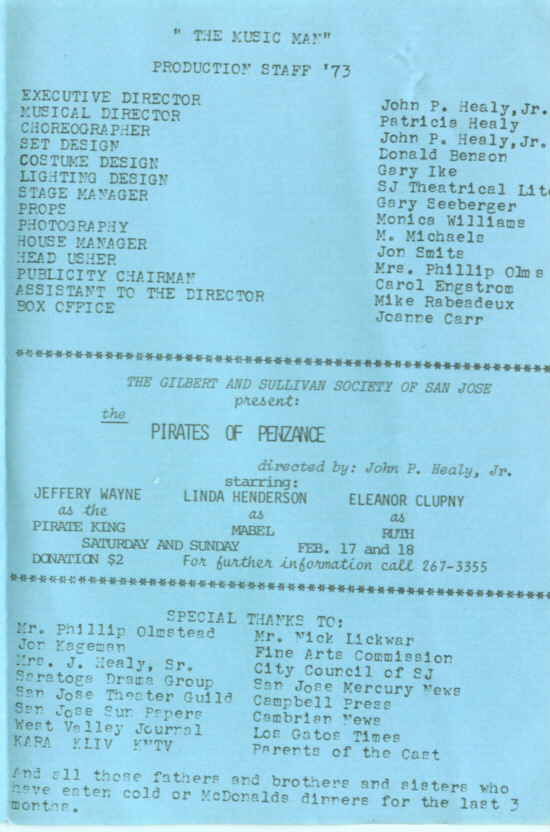 " THE MUSIC MAN"
PRODUCTION STAFF '73
EXECUTIVE DIRECTOR John P. Healy,Jr.
MUSICAL DIRECTOR Patricia Healy
CHOREOGRAPHER John P. Healy,Jr.
SET DESIGN Donald Benson
COSTUME DESIGN Gary Ike
LIGHTING DESIGN SJ Theatrical Lite
STAGE MANAGER Gary Seeberger
PROPS Monica Williams
PHOTOGRAPHY M. Michaels
HOUSE MANAGER Jon Smits
HEAD USHER Mrs. Phillip Olms
PUBLICITY CHAIRMAN Carol Engstrom
ASSISTANT TO THE DIRECTOR Mike Rabeadeux
BOX OFFICE Joanne Carr
THE GILBERT AND SULLIVAN SOCIETY OF SAN JOSE
present:
the
PIRATES OF PENZANCE
directed by: John P. Healy, Jr.
starring:
JEFFERY WAYNE LINDA HENDERSON ELEANOR CLUPNY
as the as as
PIRATE KING MABEL RUTH
SATURDAY AND SUNDAY FEB. 17 and 18
DONATION $2 For further information call 267-3355
SPECIAL THANKS TO:
Mr. Phillip Olmstead Mr. Nick Lickwar
Jon Hageman Fine Arts Commission
Mrs. J. Healy, Sr. City Council of SJ
Saratoga Drama Group San Jose Mercury News
San Jose Theater Guild Campbell Press
San Jose Sun Papers Cambrian News
West Valley Journal Los Gatos Times
KARA KLIV KNTV Parents of the Cast
And all those fathers and brothers and sisters who
have eaten cold or McDonalds dinners for the last 3
months.